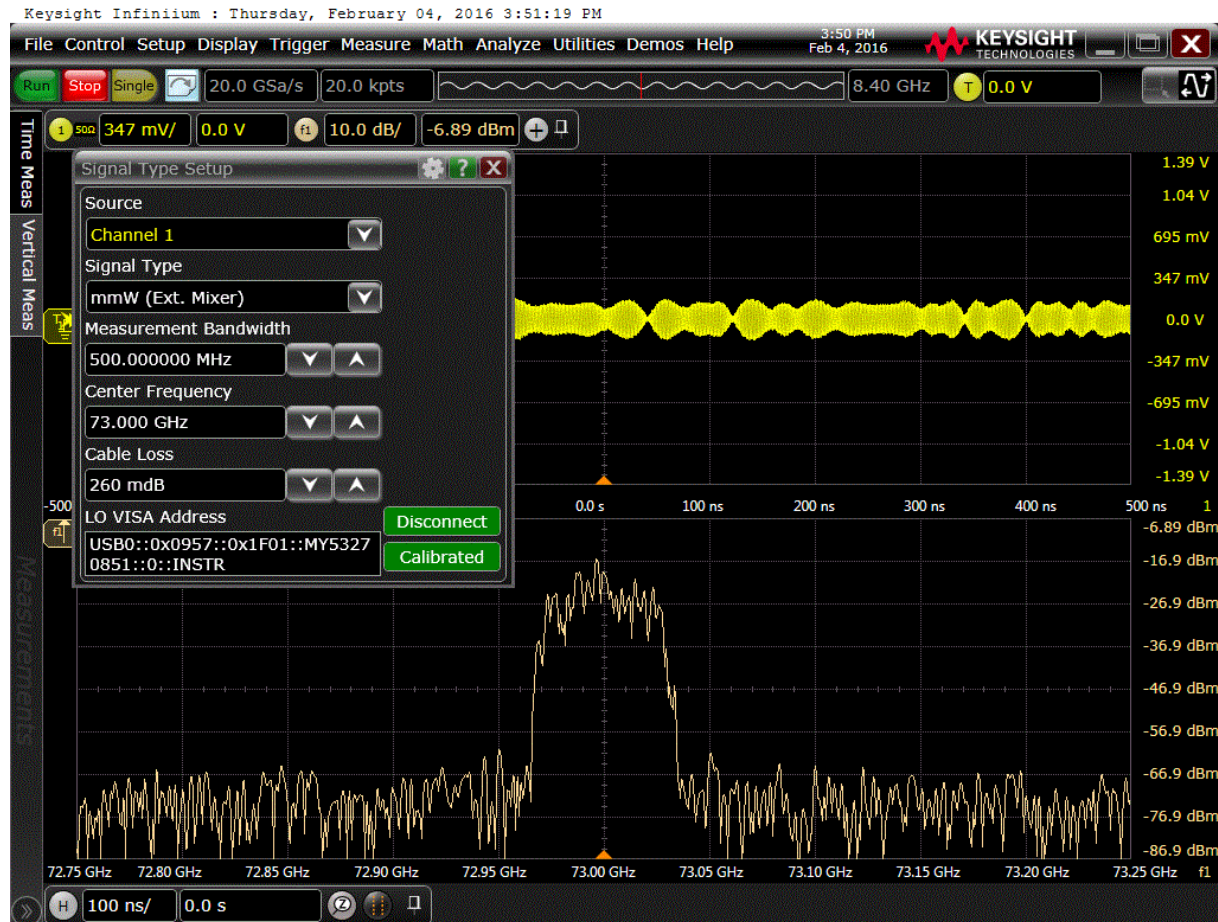 Keysight Infiniium : Thursday, February 04, 2016 3:51:19 PM
File Control Setup Display Trigger Measure Math Analyze Utilities Demos Help
3:50 PM
Feb 4, 2016
KEYSIGHT
TECHNOLOGIES
Run Stop Single 20.0 GSa/s 20.0 kpts 8.40 GHz T 0.0 V
1 50Ω 347 mV/ 0.0 V f1 10.0 dB/ -6.89 dBm
Time Meas
Vertical Meas
Measurements
Signal Type Setup ? X
Source
Channel 1
Signal Type
mmW (Ext. Mixer)
Measurement Bandwidth
500.000000 MHz
Center Frequency
73.000 GHz
Cable Loss
260 mdB
LO VISA Address
Disconnect
USB0::0x0957::0x1F01::MY5327
0851::0::INSTR
Calibrated
1.39 V
1.04 V
695 mV
347 mV
0.0 V
-347 mV
-695 mV
-1.04 V
-1.39 V
-500 0.0 s 100 ns 200 ns 300 ns 400 ns 500 ns 1
f1
-6.89 dBm
-16.9 dBm
-26.9 dBm
-36.9 dBm
-46.9 dBm
-56.9 dBm
-66.9 dBm
-76.9 dBm
-86.9 dBm
72.75 GHz 72.80 GHz 72.85 GHz 72.90 GHz 72.95 GHz 73.00 GHz 73.05 GHz 73.10 GHz 73.15 GHz 73.20 GHz 73.25 GHz f1
H 100 ns/ 0.0 s Z